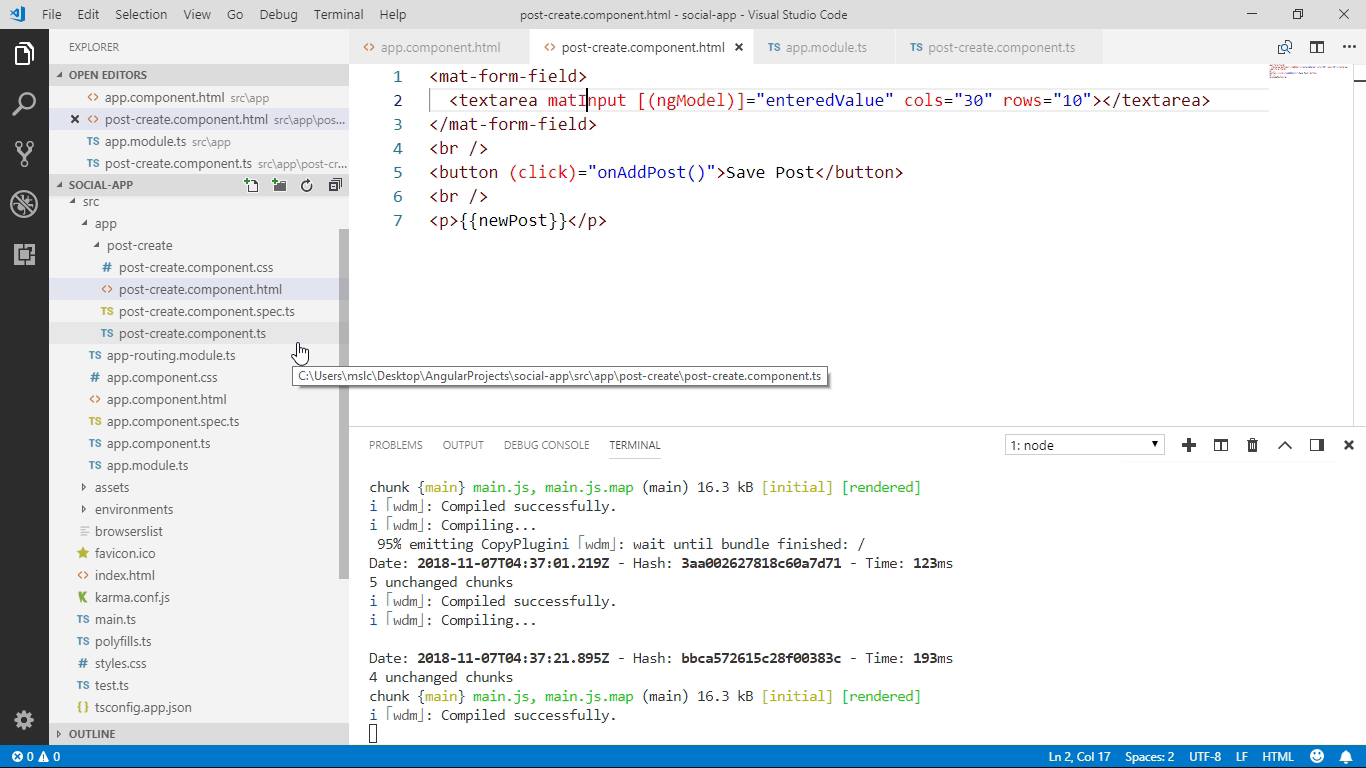 File Edit Selection View Go Debug Terminal Help post-create.component.html - social-app - Visual Studio Code
EXPLORER
OPEN EDITORS
app.component.html src\app
post-create.component.html src\app\pos...
TS app.module.ts src\app
TS post-create.component.ts src\app\post-cr...
SOCIAL-APP
src
app
post-create
# post-create.component.css
<> post-create.component.html
TS post-create.component.spec.ts
TS post-create.component.ts
TS app-routing.module.ts
# app.component.css
<> app.component.html
TS app.component.spec.ts
TS app.component.ts
TS app.module.ts
assets
environments
browserslist
favicon.ico
<> index.html
karma.conf.js
TS main.ts
TS polyfills.ts
# styles.css
TS test.ts
{} tsconfig.app.json
OUTLINE
<> app.component.html <> post-create.component.html TS app.module.ts TS post-create.component.ts
1 <mat-form-field>
2 <textarea matInput [(ngModel)]="enteredValue" cols="30" rows="10"></textarea>
3 </mat-form-field>
4 <br />
5 <button (click)="onAddPost()">Save Post</button>
6 <br />
7 <p>{{newPost}}</p>
C:\Users\mslc\Desktop\AngularProjects\social-app\src\app\post-create\post-create.component.ts
PROBLEMS OUTPUT DEBUG CONSOLE TERMINAL 1: node
chunk {main} main.js, main.js.map (main) 16.3 kB [initial] [rendered]
i ｢wdm｣: Compiled successfully.
i ｢wdm｣: Compiling...
95% emitting CopyPlugini ｢wdm｣: wait until bundle finished: /
Date: 2018-11-07T04:37:01.219Z - Hash: 3aa002627818c60a7d71 - Time: 123ms
5 unchanged chunks
i ｢wdm｣: Compiled successfully.
i ｢wdm｣: Compiling...
Date: 2018-11-07T04:37:21.895Z - Hash: bbca572615c28f00383c - Time: 193ms
4 unchanged chunks
chunk {main} main.js, main.js.map (main) 16.3 kB [initial] [rendered]
i ｢wdm｣: Compiled successfully.
0 0 Ln 2, Col 17 Spaces: 2 UTF-8 LF HTML